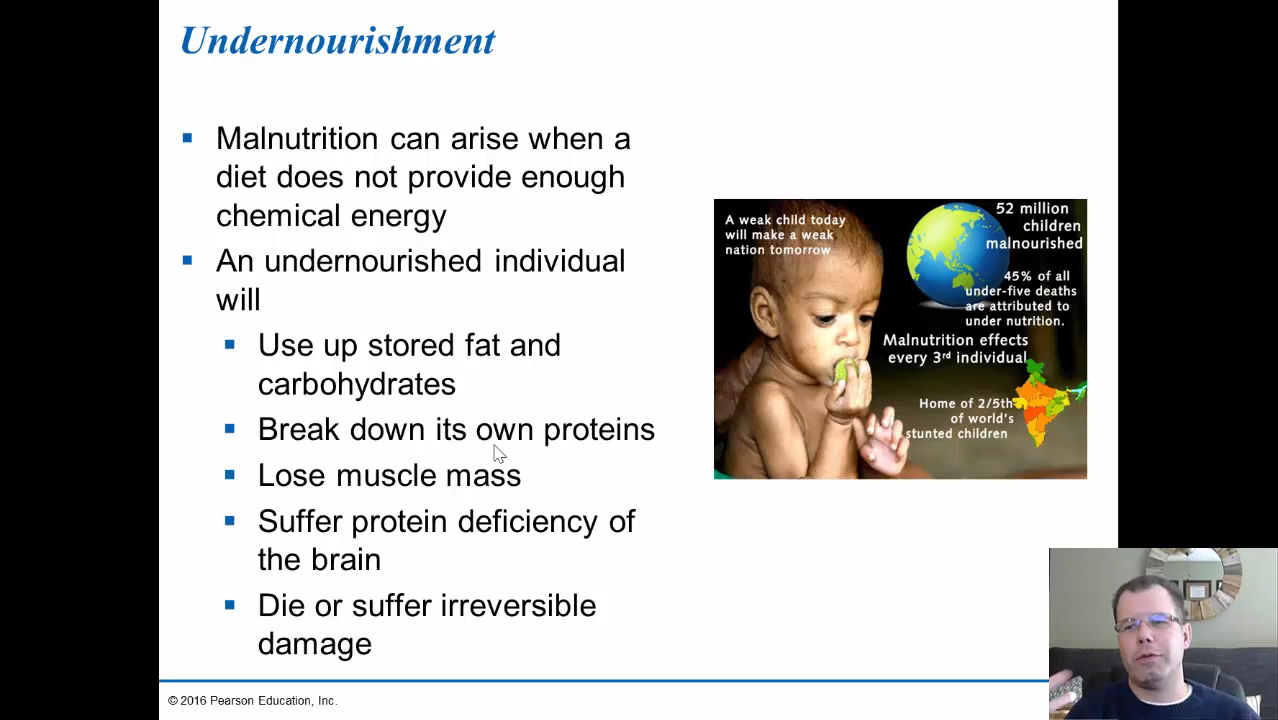 Undernourishment
Malnutrition can arise when a
diet does not provide enough
chemical energy
An undernourished individual
will
Use up stored fat and
carbohydrates
Break down its own proteins
Lose muscle mass
Suffer protein deficiency of
the brain
Die or suffer irreversible
damage
A weak child today
will make a weak
nation tomorrow
52 million
children
malnourished
45% of all
under-five deaths
are attributed to
under nutrition.
Malnutrition effects
every 3rd individual
Home of 2/5th
of world's
stunted children
© 2016 Pearson Education, Inc.